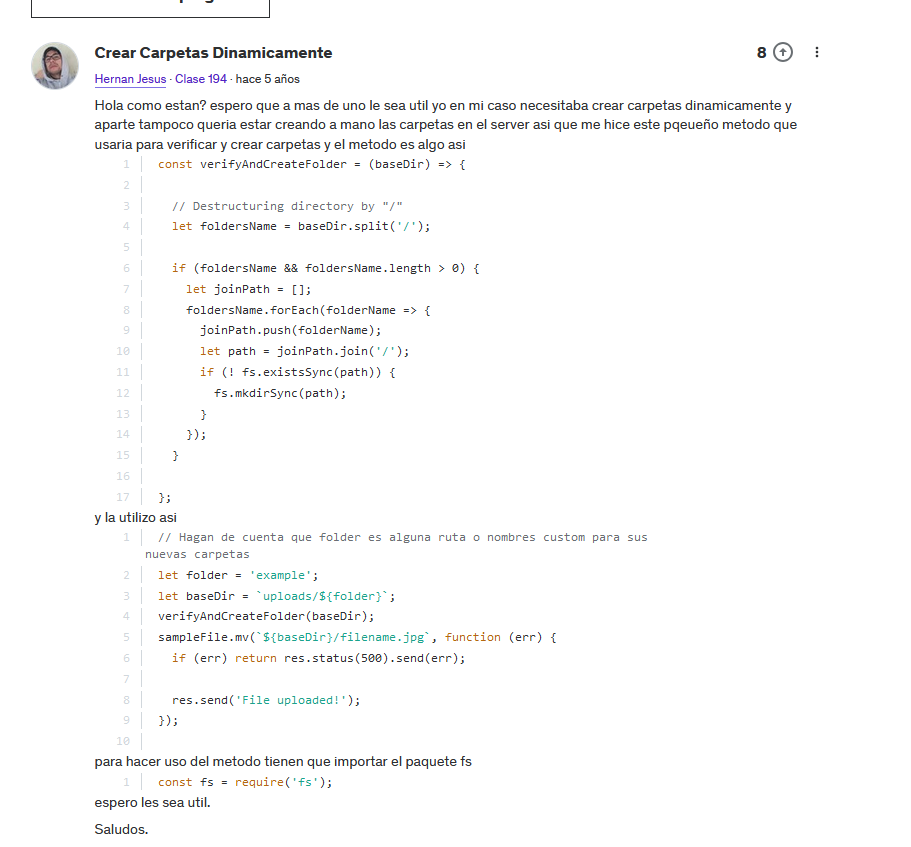 Crear Carpetas Dinamicamente
8
Hernan Jesus · Clase 194 · hace 5 años
Hola como estan? espero que a mas de uno le sea util yo en mi caso necesitaba crear carpetas dinamicamente y
aparte tampoco queria estar creando a mano las carpetas en el server asi que me hice este pqeueño metodo que
usaria para verificar y crear carpetas y el metodo es algo asi
1 const verifyAndCreateFolder = (baseDir) => {
2
3 // Destructuring directory by "/"
4 let foldersName = baseDir.split('/');
5
6 if (foldersName && foldersName.length > 0) {
7 let joinPath = [];
8 foldersName.forEach(folderName => {
9 joinPath.push(folderName);
10 let path = joinPath.join('/');
11 if (! fs.existsSync(path)) {
12 fs.mkdirSync(path);
13 }
14 });
15 }
16
17 };
y la utilizo asi
1 // Hagan de cuenta que folder es alguna ruta o nombres custom para sus
nuevas carpetas
2 let folder = 'example';
3 let baseDir = `uploads/${folder}`;
4 verifyAndCreateFolder(baseDir);
5 sampleFile.mv(`${baseDir}/filename.jpg`, function (err) {
6 if (err) return res.status(500).send(err);
7
8 res.send('File uploaded!');
9 });
10
para hacer uso del metodo tienen que importar el paquete fs
1 const fs = require('fs');
espero les sea util.
Saludos.